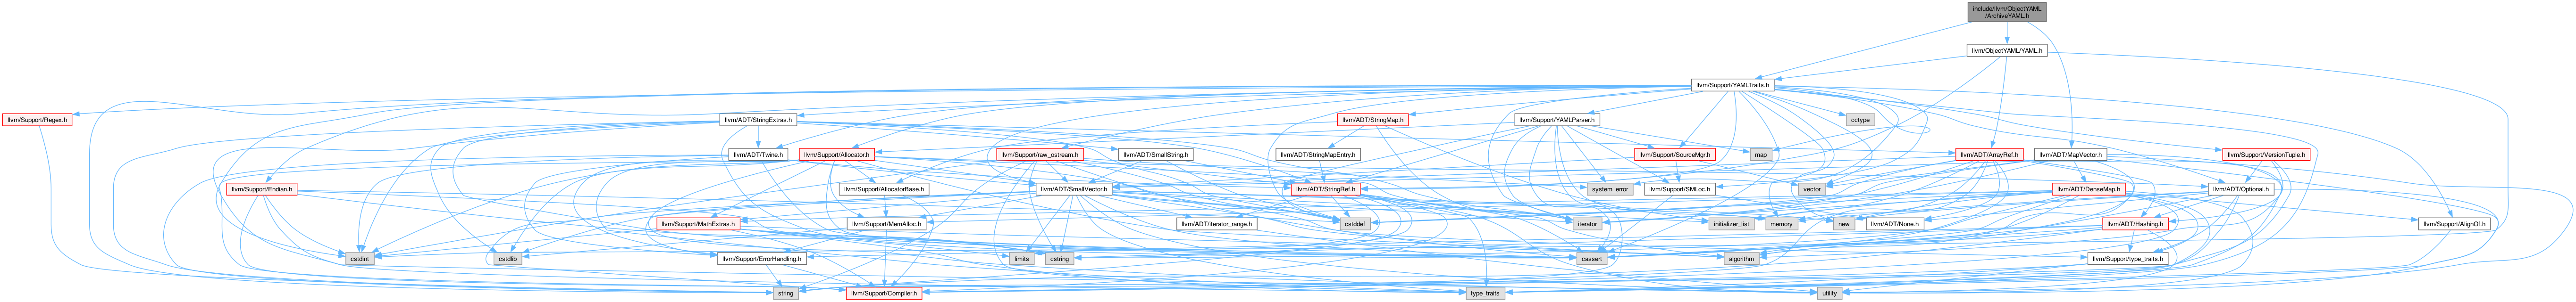 include/llvm/ObjectYAML
/ArchiveYAML.h
llvm/ObjectYAML/YAML.h
llvm/Support/YAMLTraits.h
llvm/Support/Regex.h
llvm/ADT/StringExtras.h
llvm/ADT/StringMap.h
llvm/Support/YAMLParser.h
cctype
llvm/ADT/Twine.h
llvm/Support/Allocator.h
llvm/Support/raw_ostream.h
llvm/ADT/SmallString.h
llvm/ADT/StringMapEntry.h
llvm/Support/SourceMgr.h
map
llvm/ADT/ArrayRef.h
llvm/ADT/MapVector.h
llvm/Support/VersionTuple.h
llvm/Support/Endian.h
llvm/Support/AllocatorBase.h
llvm/ADT/SmallVector.h
llvm/ADT/StringRef.h
system_error
llvm/Support/SMLoc.h
vector
llvm/ADT/DenseMap.h
llvm/ADT/Optional.h
llvm/Support/MathExtras.h
llvm/Support/MemAlloc.h
llvm/ADT/iterator_range.h
cstddef
iterator
initializer_list
memory
new
llvm/ADT/None.h
llvm/ADT/Hashing.h
llvm/Support/AlignOf.h
cstdint
cstdlib
llvm/Support/ErrorHandling.h
limits
cstring
cassert
algorithm
llvm/Support/type_traits.h
string
llvm/Support/Compiler.h
type_traits
utility